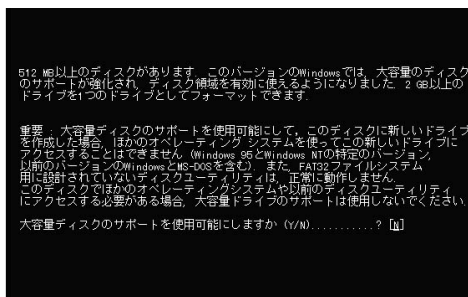 512 MB以上のディスクがあります. このバージョンのWindowsでは, 大容量のディスク
のサポートが強化され, ディスク領域を有効に使えるようになりました. 2 GB以上の
ドライブを1つのドライブとしてフォーマットできます.
重要 : 大容量ディスクのサポートを使用可能にして, このディスクに新しいドライブ
を作成した場合, ほかのオペレーティング システムを使ってこの新しいドライブに
アクセスすることはできません (Windows 95とWindows NTの特定のバージョン,
以前のバージョンのWindowsとMS-DOSを含む). また, FAT32ファイルシステム
用に設計されていないディスクユーティリティは, 正常に動作しません.
このディスクでほかのオペレーティングシステムや以前のディスクユーティリティ
にアクセスする必要がある場合, 大容量ドライブのサポートは使用しないでください.
大容量ディスクのサポートを使用可能にしますか (Y/N)...........? [N]